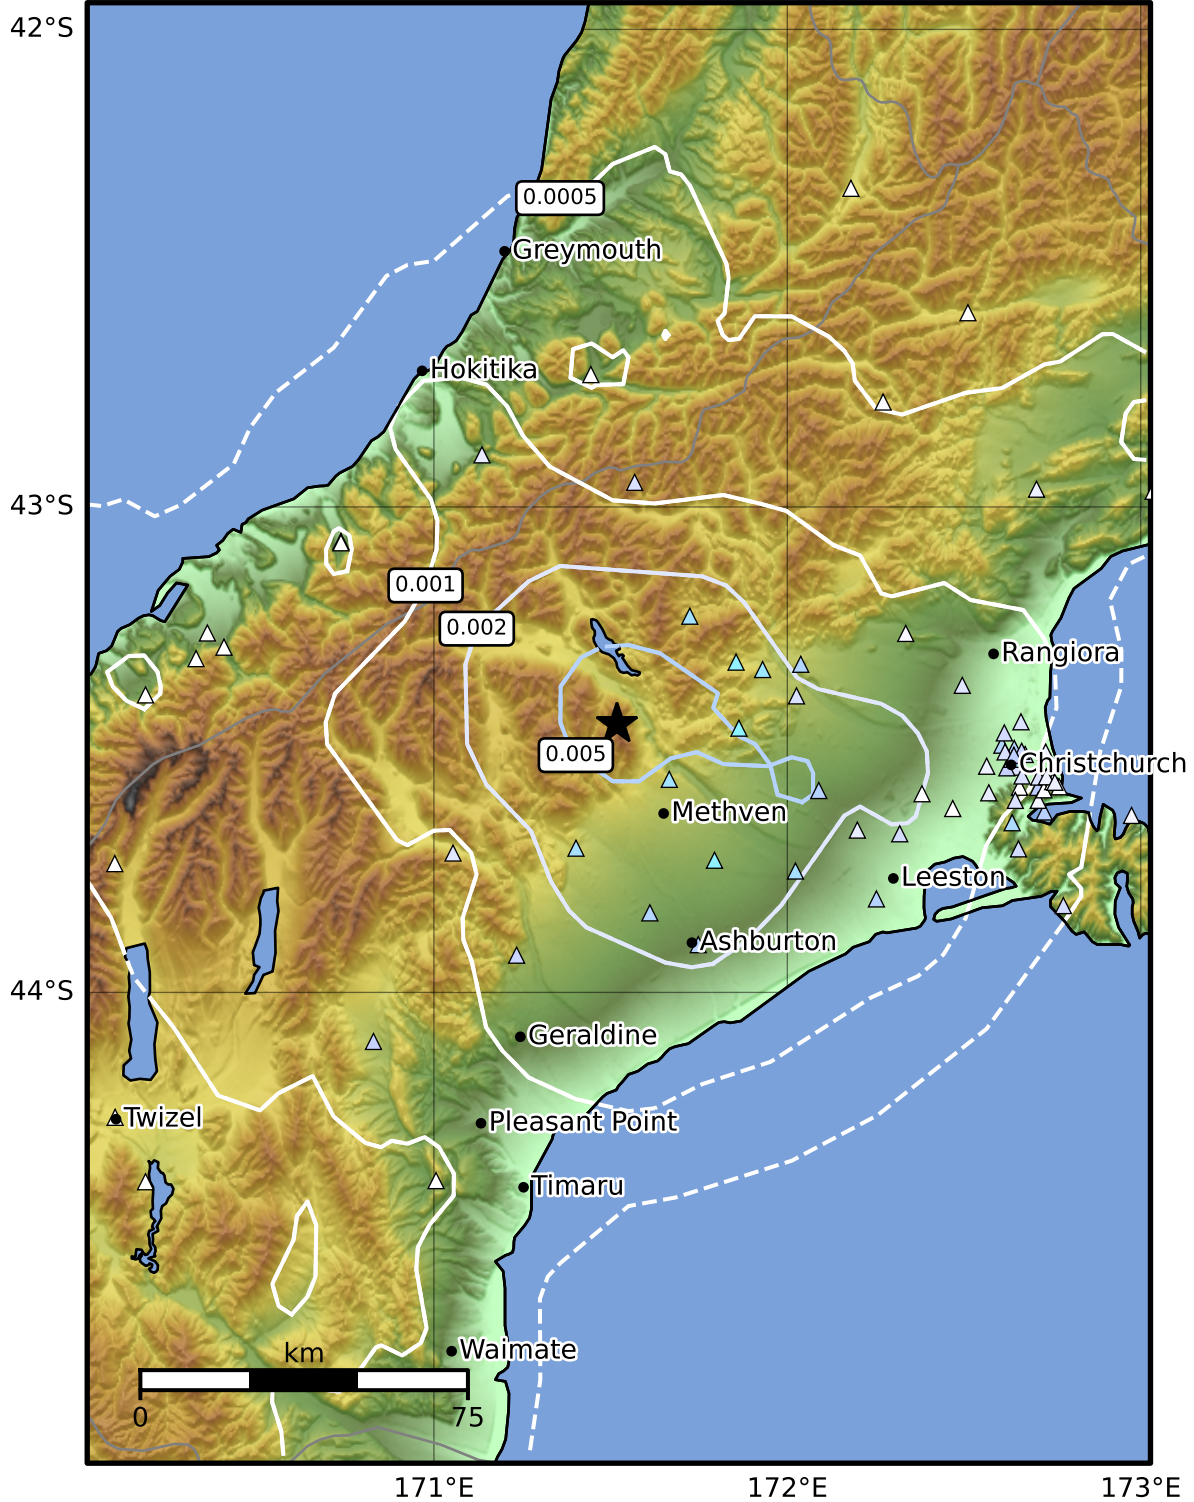 42°S
0.0005
Greymouth
Hokitika
43°S
0.001
0.002
Rangiora
0.005
Christchurch
Methven
Leeston
Ashburton
44°S
Geraldine
Twizel
Pleasant Point
Timaru
Waimate
km
0
75
171°E
172°E
173°E